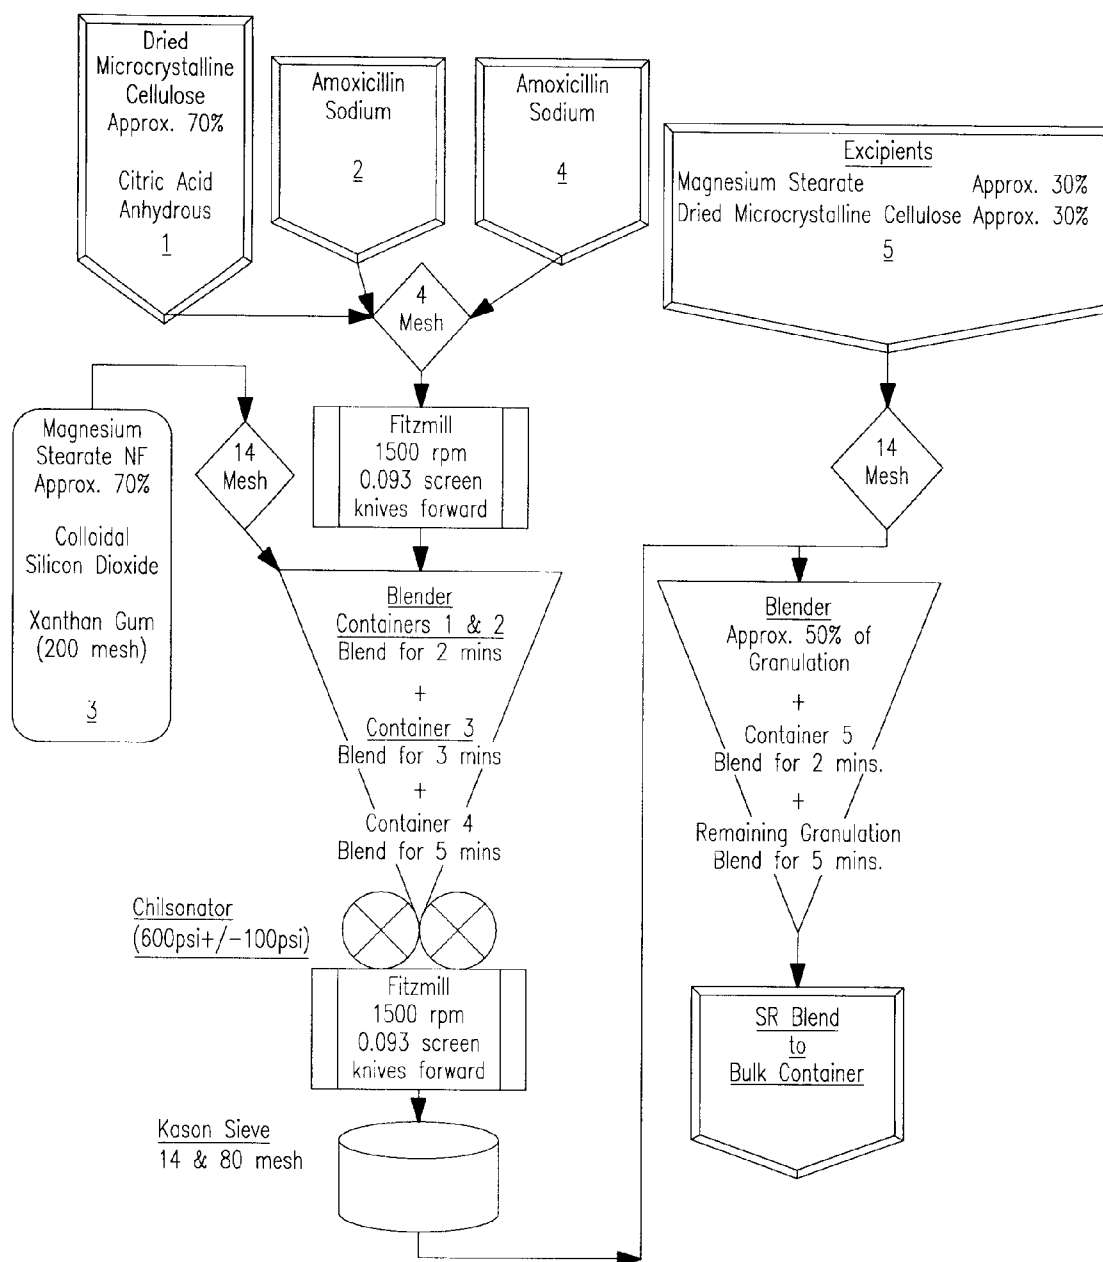 Dried
Microcrystalline
Cellulose
Approx. 70%
Citric Acid
Anhydrous
1
Amoxicillin
Sodium
2
Amoxicillin
Sodium
4
Excipients
Magnesium Stearate Approx. 30%
Dried Microcrystalline Cellulose Approx. 30%
5
4
Mesh
Magnesium
Stearate NF
Approx. 70%
Colloidal
Silicon Dioxide
Xanthan Gum
(200 mesh)
3
14
Mesh
Fitzmill
1500 rpm
0.093 screen
knives forward
14
Mesh
Blender
Containers 1 & 2
Blend for 2 mins
+
Container 3
Blend for 3 mins
+
Container 4
Blend for 5 mins
Blender
Approx. 50% of
Granulation
+
Container 5
Blend for 2 mins.
+
Remaining Granulation
Blend for 5 mins.
Chilsonator
(600psi+/-100psi)
Fitzmill
1500 rpm
0.093 screen
knives forward
SR Blend
to
Bulk Container
Kason Sieve
14 & 80 mesh